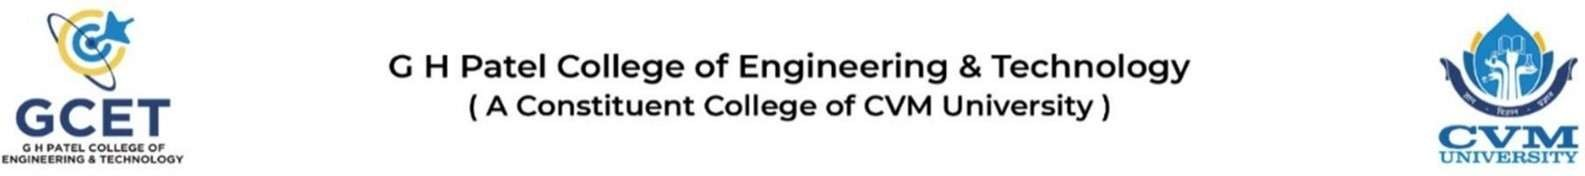 GCET
G H PATEL COLLEGE OF
ENGINEERING & TECHNOLOGY
G H Patel College of Engineering & Technology
( A Constituent College of CVM University )
CVM
UNIVERSITY